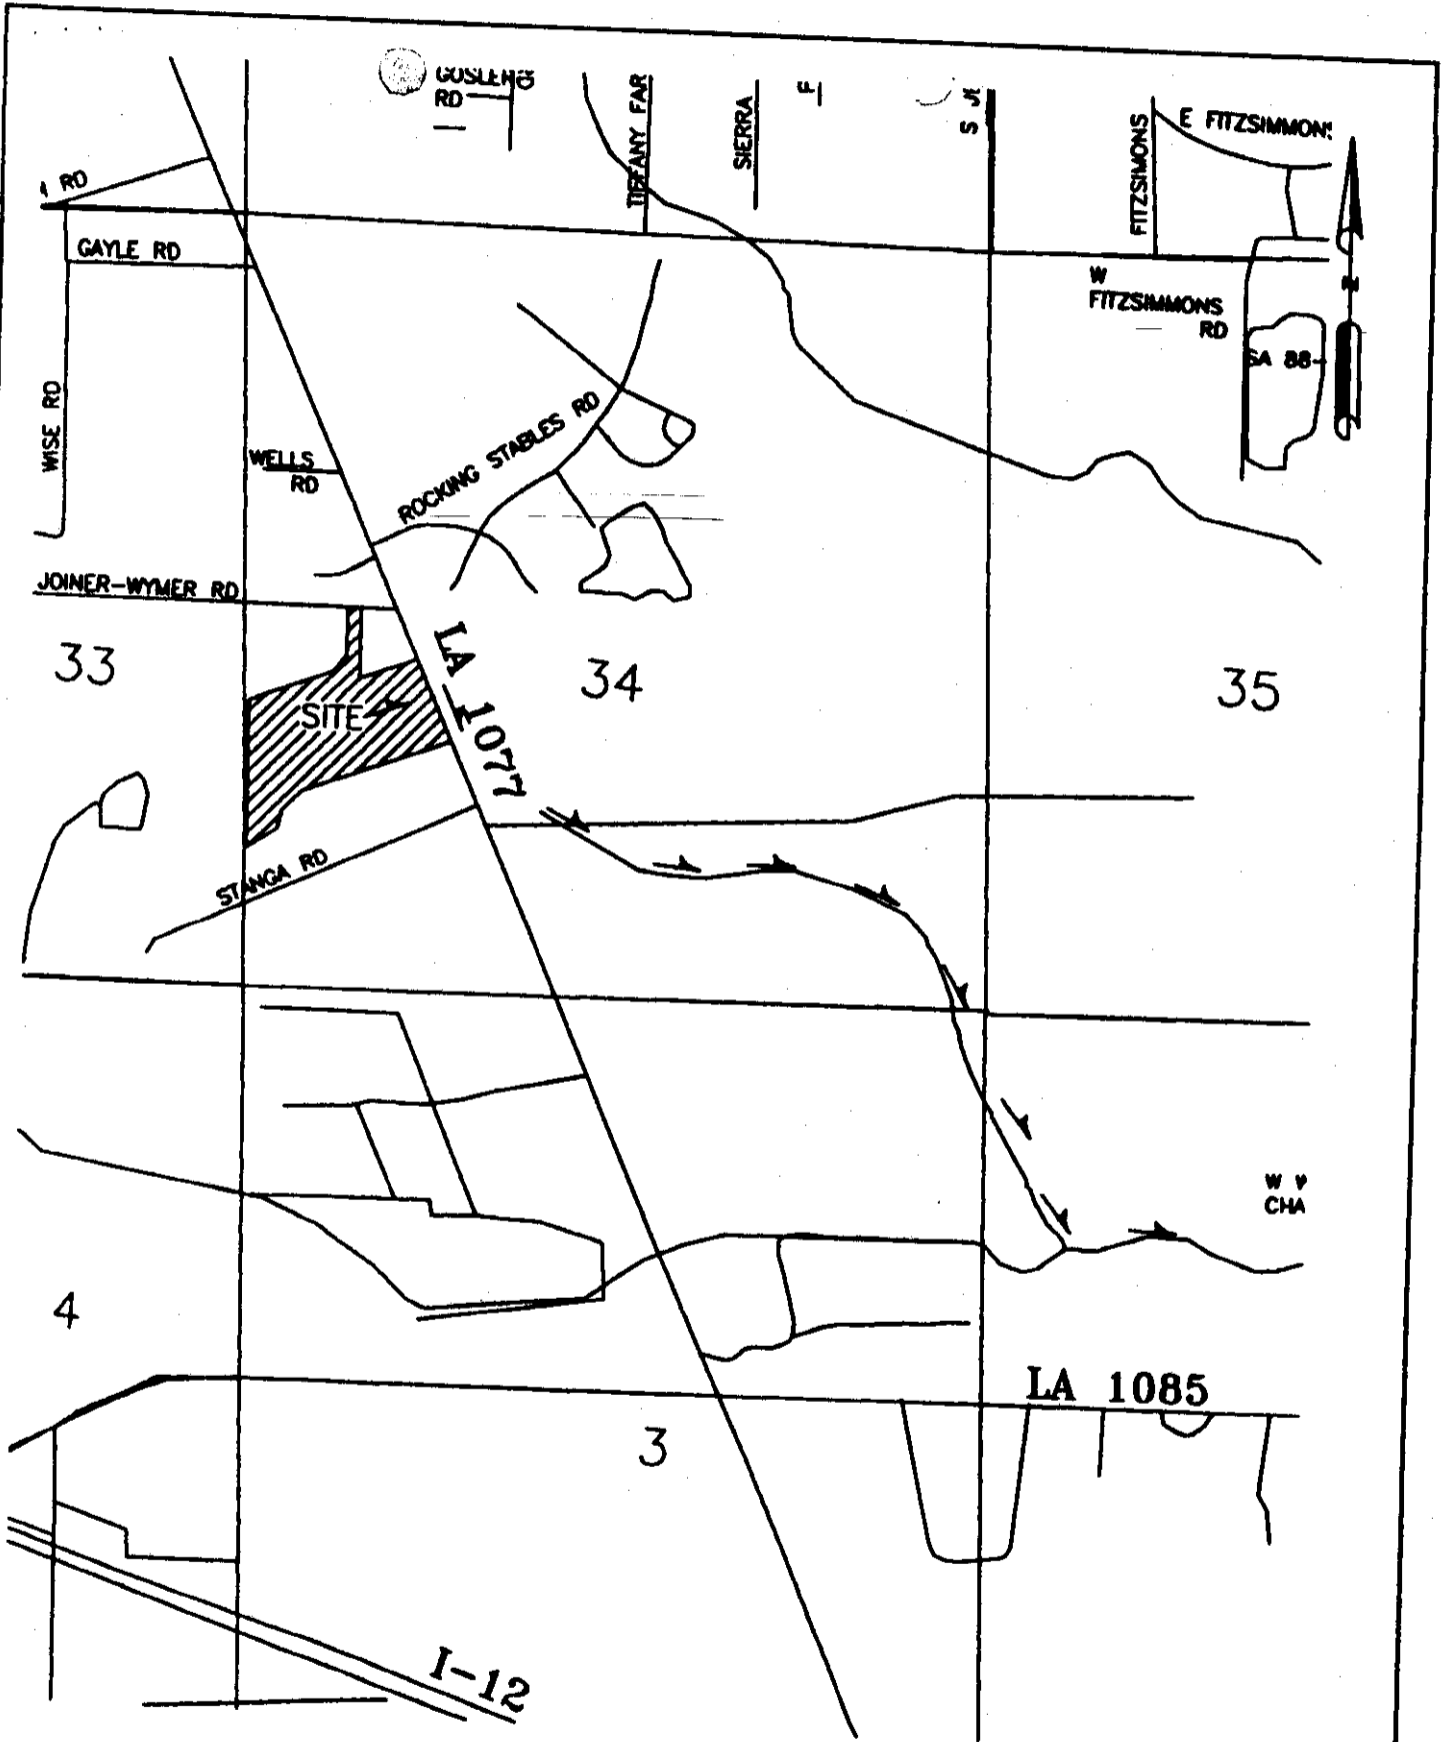 RD
TIFFANY FAR
SIERRA
F
S
FITZSIMONS
E FITZSIMMONS
RD
GAYLE RD
W
FITZSIMMONS
RD
N
SA 88-
WISE RD
WELLS
RD
ROCKING STABLES RD
JOINER-WYMER RD
33
34
35
LA 1077
SITE
STANGA RD
W
CHA
4
LA 1085
3
I-12